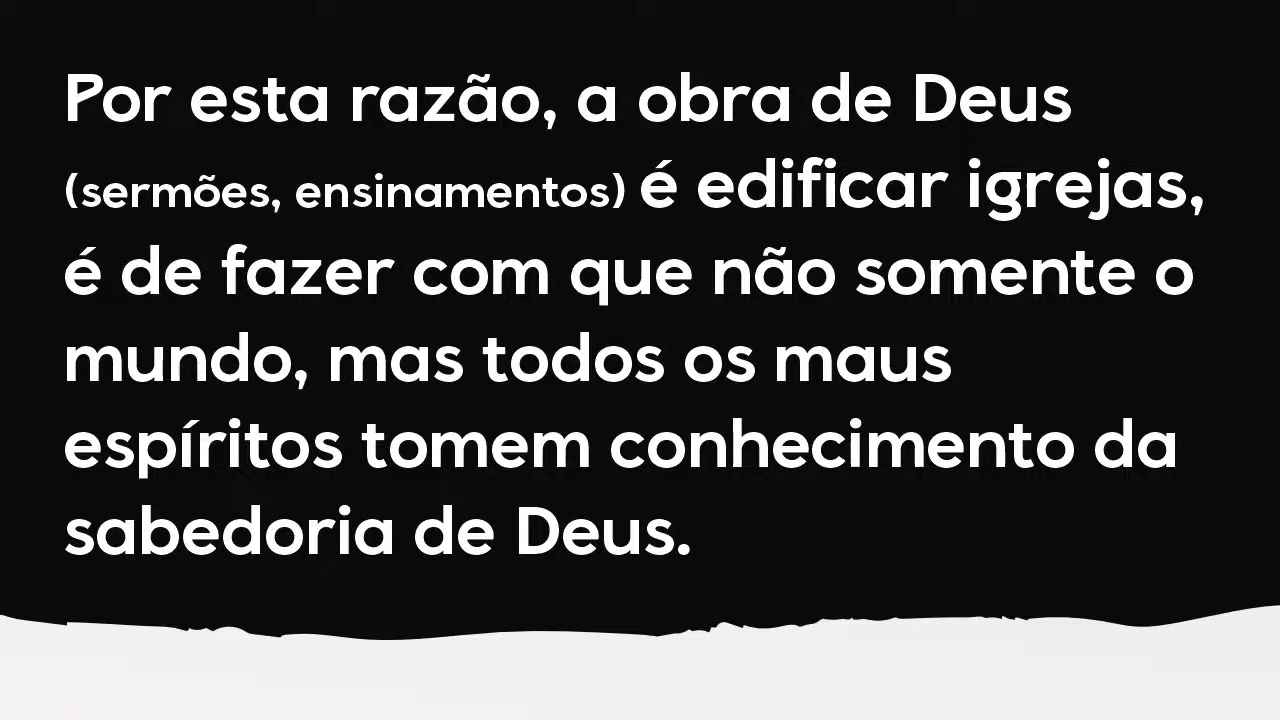 Por esta razão, a obra de Deus
(sermões, ensinamentos) é edificar igrejas,
é de fazer com que não somente o
mundo, mas todos os maus
espíritos tomem conhecimento da
sabedoria de Deus.